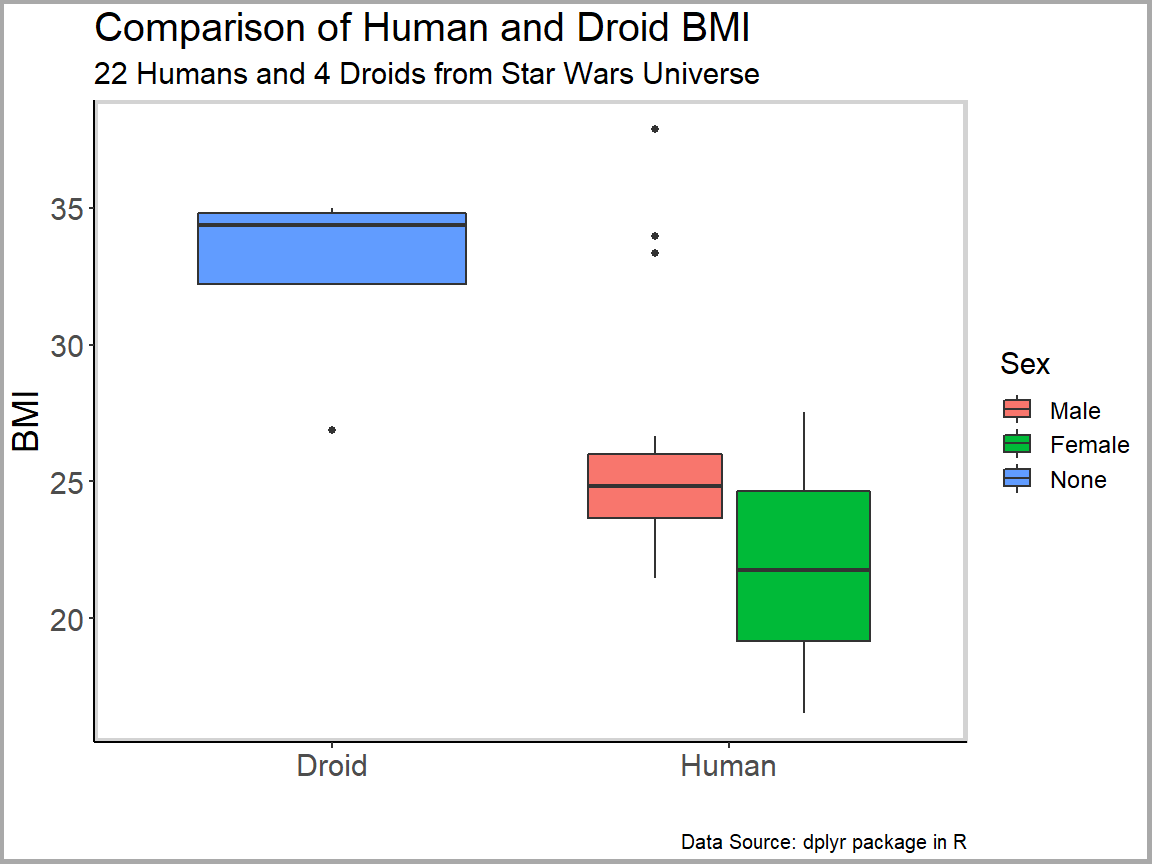 Comparison of Human and Droid BMI
22 Humans and 4 Droids from Star Wars Universe
BMI
35
30
25
20
Droid
Human
Sex
Male
Female
None
Data Source: dplyr package in R